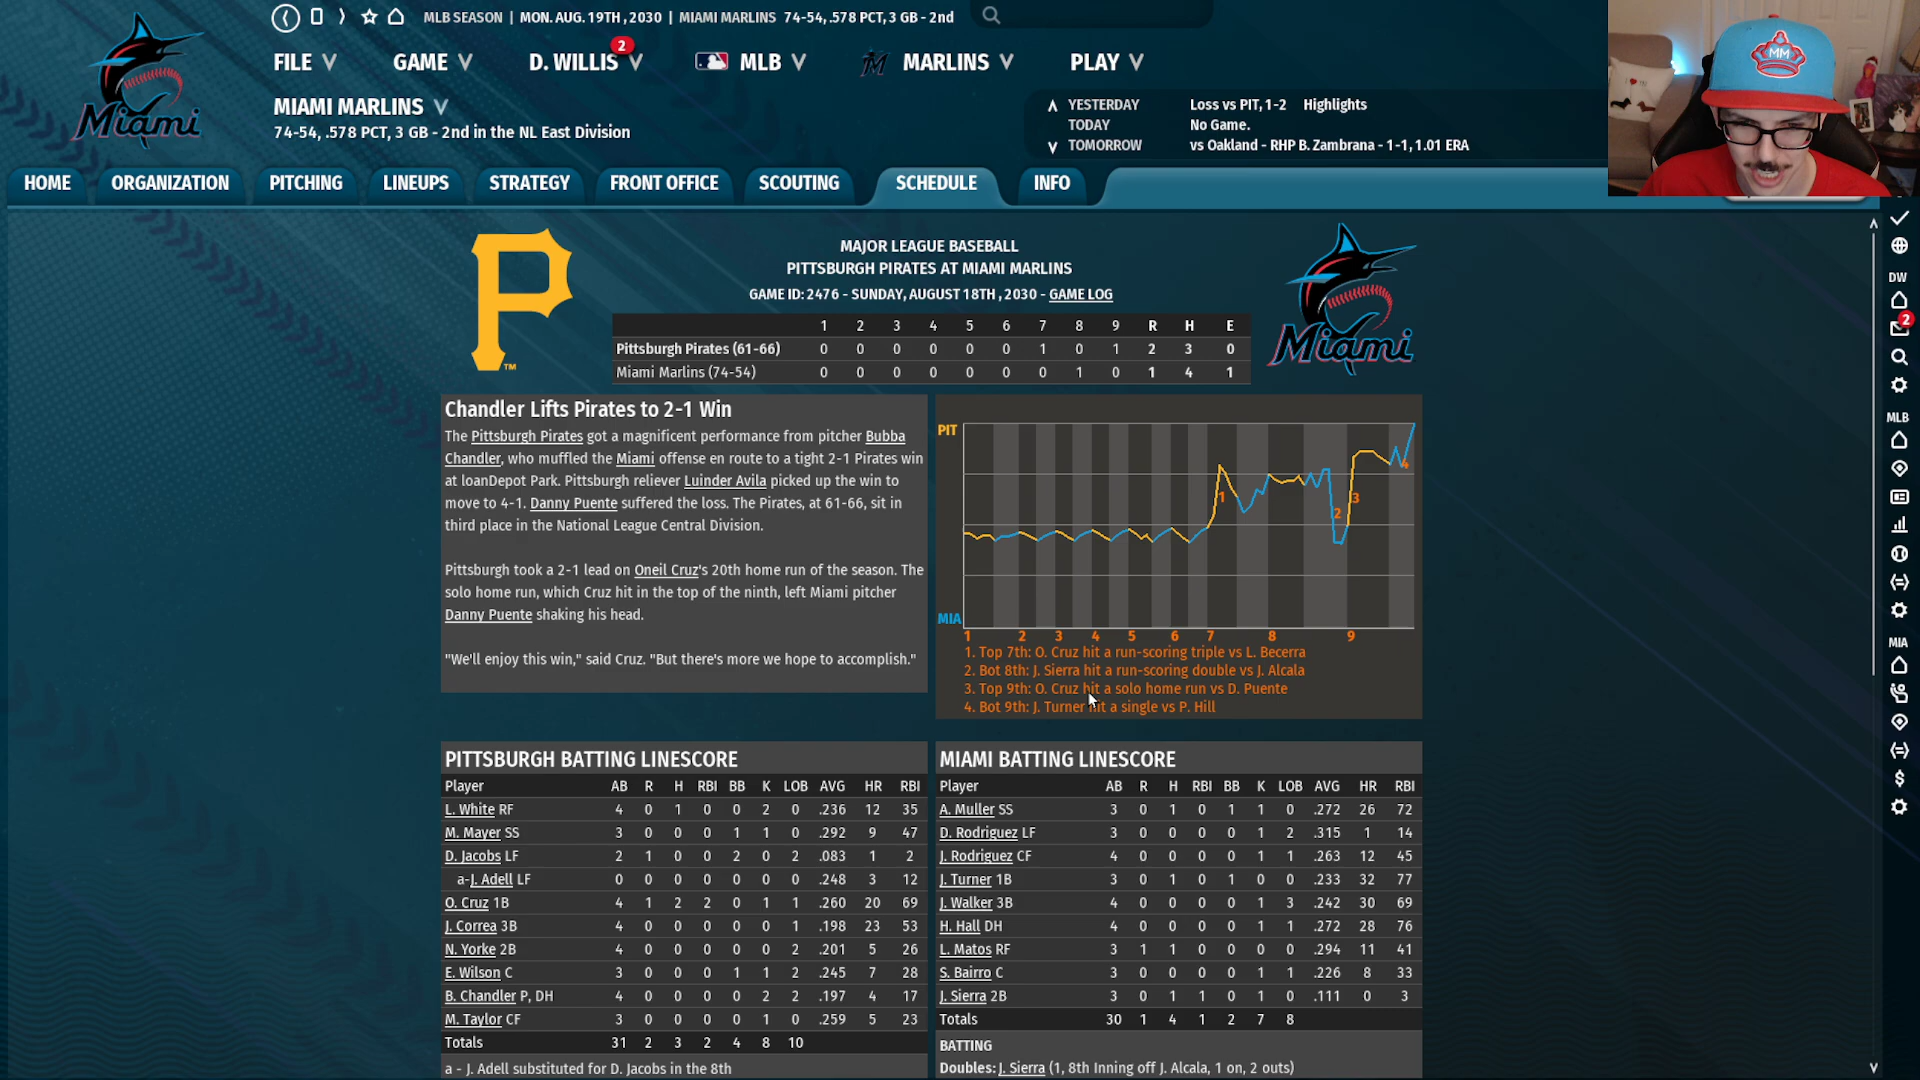 MLB SEASON | MON. AUG. 19TH , 2030 | MIAMI MARLINS 74-54, .578 PCT, 3 GB - 2nd
FILE GAME D. WILLIS 2 MLB MARLINS PLAY
Miami
MIAMI MARLINS
74-54, .578 PCT, 3 GB - 2nd in the NL East Division
YESTERDAY Loss vs PIT, 1-2 Highlights
TODAY No Game.
TOMORROW vs Oakland - RHP B. Zambrana - 1-1, 1.01 ERA
MM
HOME ORGANIZATION PITCHING LINEUPS STRATEGY FRONT OFFICE SCOUTING SCHEDULE INFO
P
TM
MAJOR LEAGUE BASEBALL
PITTSBURGH PIRATES AT MIAMI MARLINS
GAME ID: 2476 - SUNDAY, AUGUST 18TH , 2030 - GAME LOG
1 2 3 4 5 6 7 8 9 R H E
Pittsburgh Pirates (61-66) 0 0 0 0 0 0 1 0 1 2 3 0
Miami Marlins (74-54) 0 0 0 0 0 0 0 1 0 1 4 1
Miami
Chandler Lifts Pirates to 2-1 Win
The Pittsburgh Pirates got a magnificent performance from pitcher Bubba
Chandler, who muffled the Miami offense en route to a tight 2-1 Pirates win
at loanDepot Park. Pittsburgh reliever Luinder Avila picked up the win to
move to 4-1. Danny Puente suffered the loss. The Pirates, at 61-66, sit in
third place in the National League Central Division.
Pittsburgh took a 2-1 lead on Oneil Cruz's 20th home run of the season. The
solo home run, which Cruz hit in the top of the ninth, left Miami pitcher
Danny Puente shaking his head.
"We'll enjoy this win," said Cruz. "But there's more we hope to accomplish."
PIT
1 2 3 4
MIA
1 2 3 4 5 6 7 8 9
1. Top 7th: O. Cruz hit a run-scoring triple vs L. Becerra
2. Bot 8th: J. Sierra hit a run-scoring double vs J. Alcala
3. Top 9th: O. Cruz hit a solo home run vs D. Puente
4. Bot 9th: J. Turner hit a single vs P. Hill
PITTSBURGH BATTING LINESCORE
Player AB R H RBI BB K LOB AVG HR RBI
L. White RF 4 0 1 0 0 2 0 .236 12 35
M. Mayer SS 3 0 0 0 1 1 0 .292 9 47
D. Jacobs LF 2 1 0 0 2 0 2 .083 1 2
a-J. Adell LF 0 0 0 0 0 0 0 .248 3 12
O. Cruz 1B 4 1 2 2 0 1 1 .260 20 69
J. Correa 3B 4 0 0 0 0 0 1 .198 23 53
N. Yorke 2B 4 0 0 0 0 0 2 .201 5 26
E. Wilson C 3 0 0 0 1 1 2 .245 7 28
B. Chandler P, DH 4 0 0 0 0 2 2 .197 4 17
M. Taylor CF 3 0 0 0 0 1 0 .259 5 23
Totals 31 2 3 2 4 8 10
a - J. Adell substituted for D. Jacobs in the 8th
MIAMI BATTING LINESCORE
Player AB R H RBI BB K LOB AVG HR RBI
A. Muller SS 3 0 1 0 1 1 0 .272 26 72
D. Rodriguez LF 3 0 0 0 0 1 2 .315 1 14
J. Rodriguez CF 4 0 0 0 0 1 1 .263 12 45
J. Turner 1B 3 0 1 0 1 0 0 .233 32 77
J. Walker 3B 4 0 0 0 0 1 3 .242 30 69
H. Hall DH 4 0 0 0 0 1 1 .272 28 76
L. Matos RF 3 1 1 0 0 0 0 .294 11 41
S. Bairro C 3 0 0 0 0 1 1 .226 8 33
J. Sierra 2B 3 0 1 1 0 1 0 .111 0 3
Totals 30 1 4 1 2 7 8
BATTING
Doubles: J. Sierra (1, 8th Inning off J. Alcala, 1 on, 2 outs)
DW
2
MLB
MIA
$